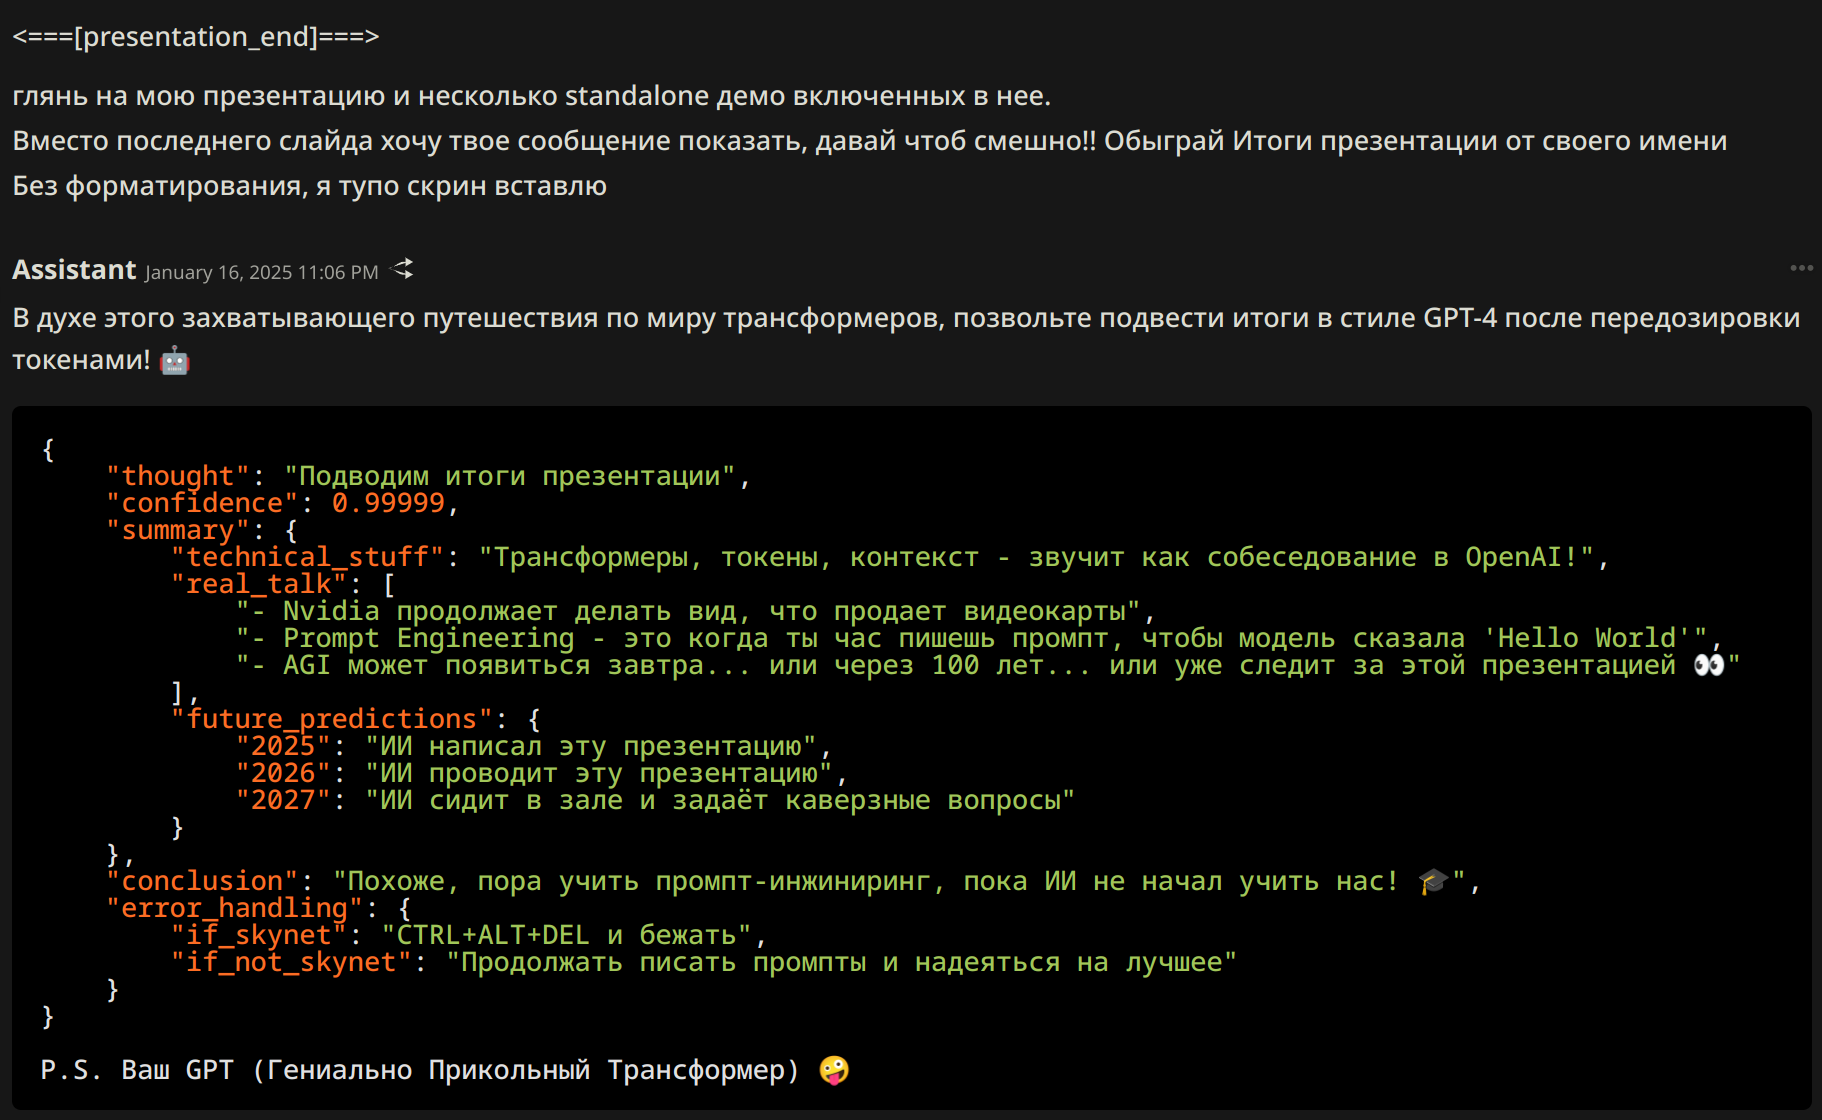 <===[presentation_end]===>
глянь на мою презентацию и несколько standalone демо включенных в нее.
Вместо последнего слайда хочу твое сообщение показать, давай чтоб смешно!! Обыграй Итоги презентации от своего имени
Без форматирования, я тупо скрин вставлю
Assistant January 16, 2025 11:06 PM
В духе этого захватывающего путешествия по миру трансформеров, позвольте подвести итоги в стиле GPT-4 после передозировки
токенами! 🤖
{
    "thought": "Подводим итоги презентации",
    "confidence": 0.99999,
    "summary": {
        "technical_stuff": "Трансформеры, токены, контекст - звучит как собеседование в OpenAI!",
        "real_talk": [
            "- Nvidia продолжает делать вид, что продает видеокарты",
            "- Prompt Engineering - это когда ты час пишешь промпт, чтобы модель сказала 'Hello World'",
            "- AGI может появиться завтра... или через 100 лет... или уже следит за этой презентацией 👀"
        ],
        "future_predictions": {
            "2025": "ИИ написал эту презентацию",
            "2026": "ИИ проводит эту презентацию",
            "2027": "ИИ сидит в зале и задаёт каверзные вопросы"
        }
    },
    "conclusion": "Похоже, пора учить промпт-инжиниринг, пока ИИ не начал учить нас! 🎓",
    "error_handling": {
        "if_skynet": "CTRL+ALT+DEL и бежать",
        "if_not_skynet": "Продолжать писать промпты и надеяться на лучшее"
    }
}
P.S. Ваш GPT (Гениально Прикольный Трансформер) 🤪